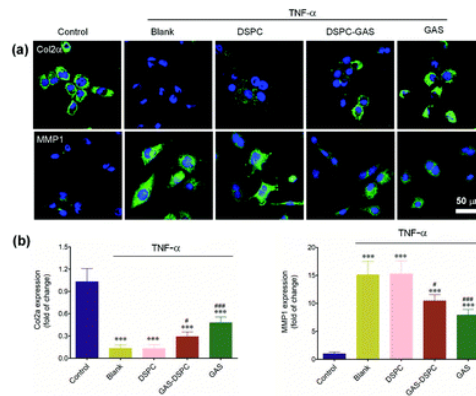 TNF-α
Control Blank DSPC DSPC-GAS GAS
(a)
Col2α
MMP1
50 μ
(b)
TNF-α
Col2a expression
(fold of change)
1.5
1.2
0.9
0.6
0.3
0.0
***
***
#
***
###
***
Control
Blank
DSPC
GAS-DSPC
GAS
TNF-α
MMP1 expression
(fold of change)
20
15
10
5
0
***
***
#
***
###
***
Control
Blank
DSPC
GAS-DSPC
GAS